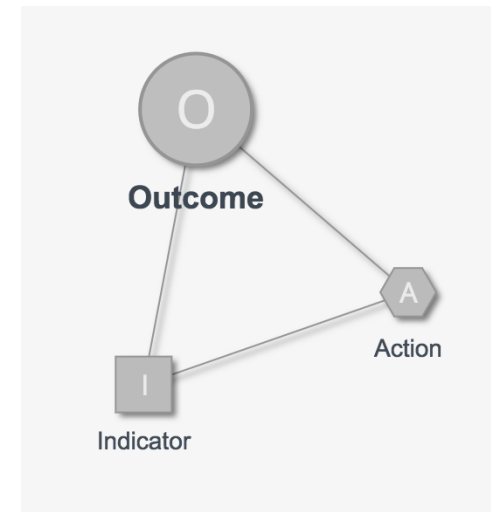 O
Outcome
A
Action
I
Indicator